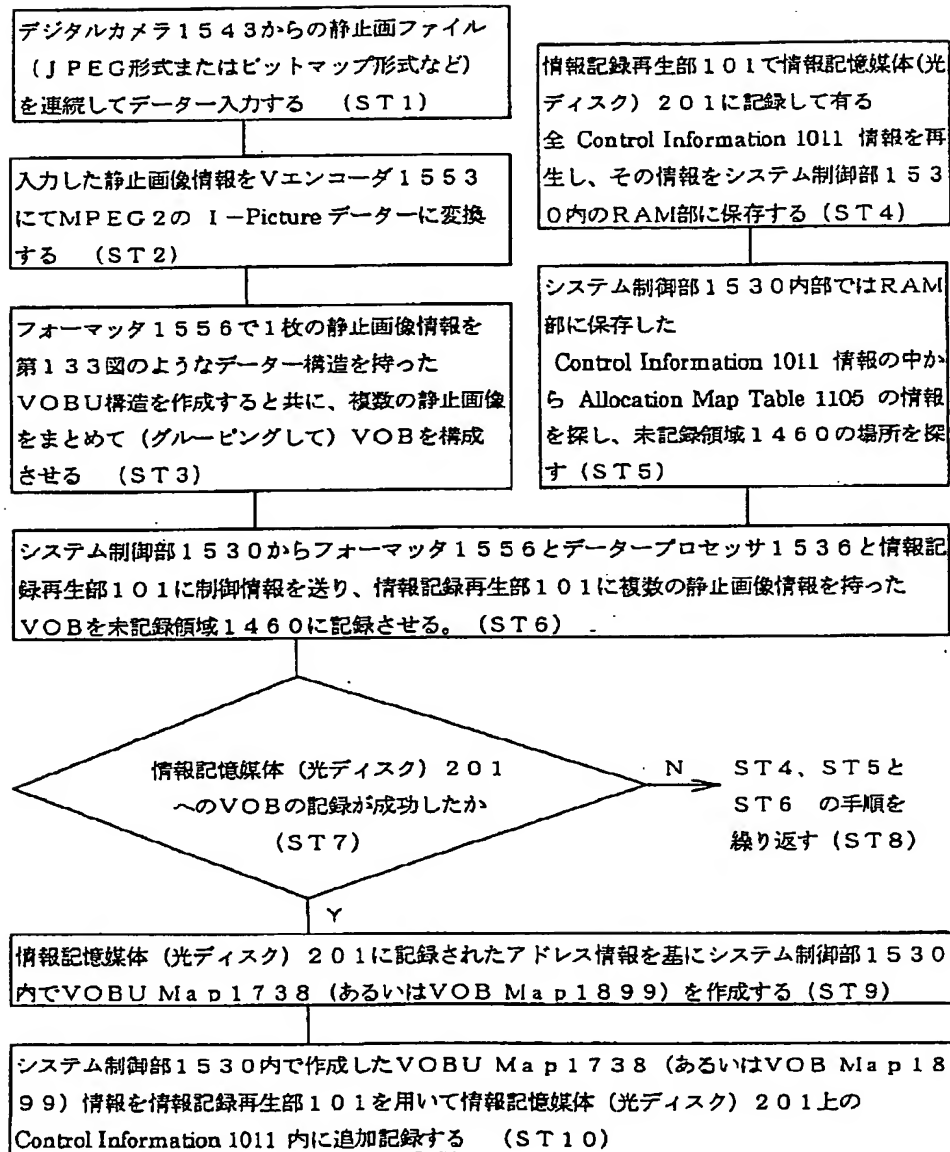 デジタルカメラ1543からの静止画ファイル
（JPEG形式またはビットマップ形式など）
を連続してデーター入力する （ST1）
入力した静止画像情報をVエンコーダ1553
にてMPEG2の I－Pictureデーターに変換
する （ST2）
フォーマッタ1556で1枚の静止画像情報を
第133図のようなデーター構造を持った
VOBU構造を作成すると共に、複数の静止画像
をまとめて（グルーピングして）VOBを構成
させる （ST3）
情報記録再生部101で情報記憶媒体(光
ディスク）201に記録して有る
全 Control Information 1011 情報を再
生し、その情報をシステム制御部153
0内のRAM部に保存する（ST4）
システム制御部1530内部ではRAM
部に保存した
Control Information 1011 情報の中か
ら Allocation Map Table 1105 の情報
を探し、未記録領域1460の場所を探
す（ST5）
システム制御部1530からフォーマッタ1556とデータープロセッサ1536と情報記
録再生部101に制御情報を送り、情報記録再生部101に複数の静止画像情報を持った
VOBを未記録領域1460に記録させる。（ST6）
情報記憶媒体（光ディスク）201
へのVOBの記録が成功したか
（ST7）
N
ST4、ST5と
ST6 の手順を
繰り返す（ST8）
Y
情報記憶媒体（光ディスク）201に記録されたアドレス情報を基にシステム制御部1530
内でVOBU Map1738（あるいはVOB Map1899）を作成する（ST9）
システム制御部1530内で作成したVOBU Map1738（あるいはVOB Map18
99）情報を情報記録再生部101を用いて情報記憶媒体（光ディスク）201上の
Control Information 1011 内に追加記録する （ST10）